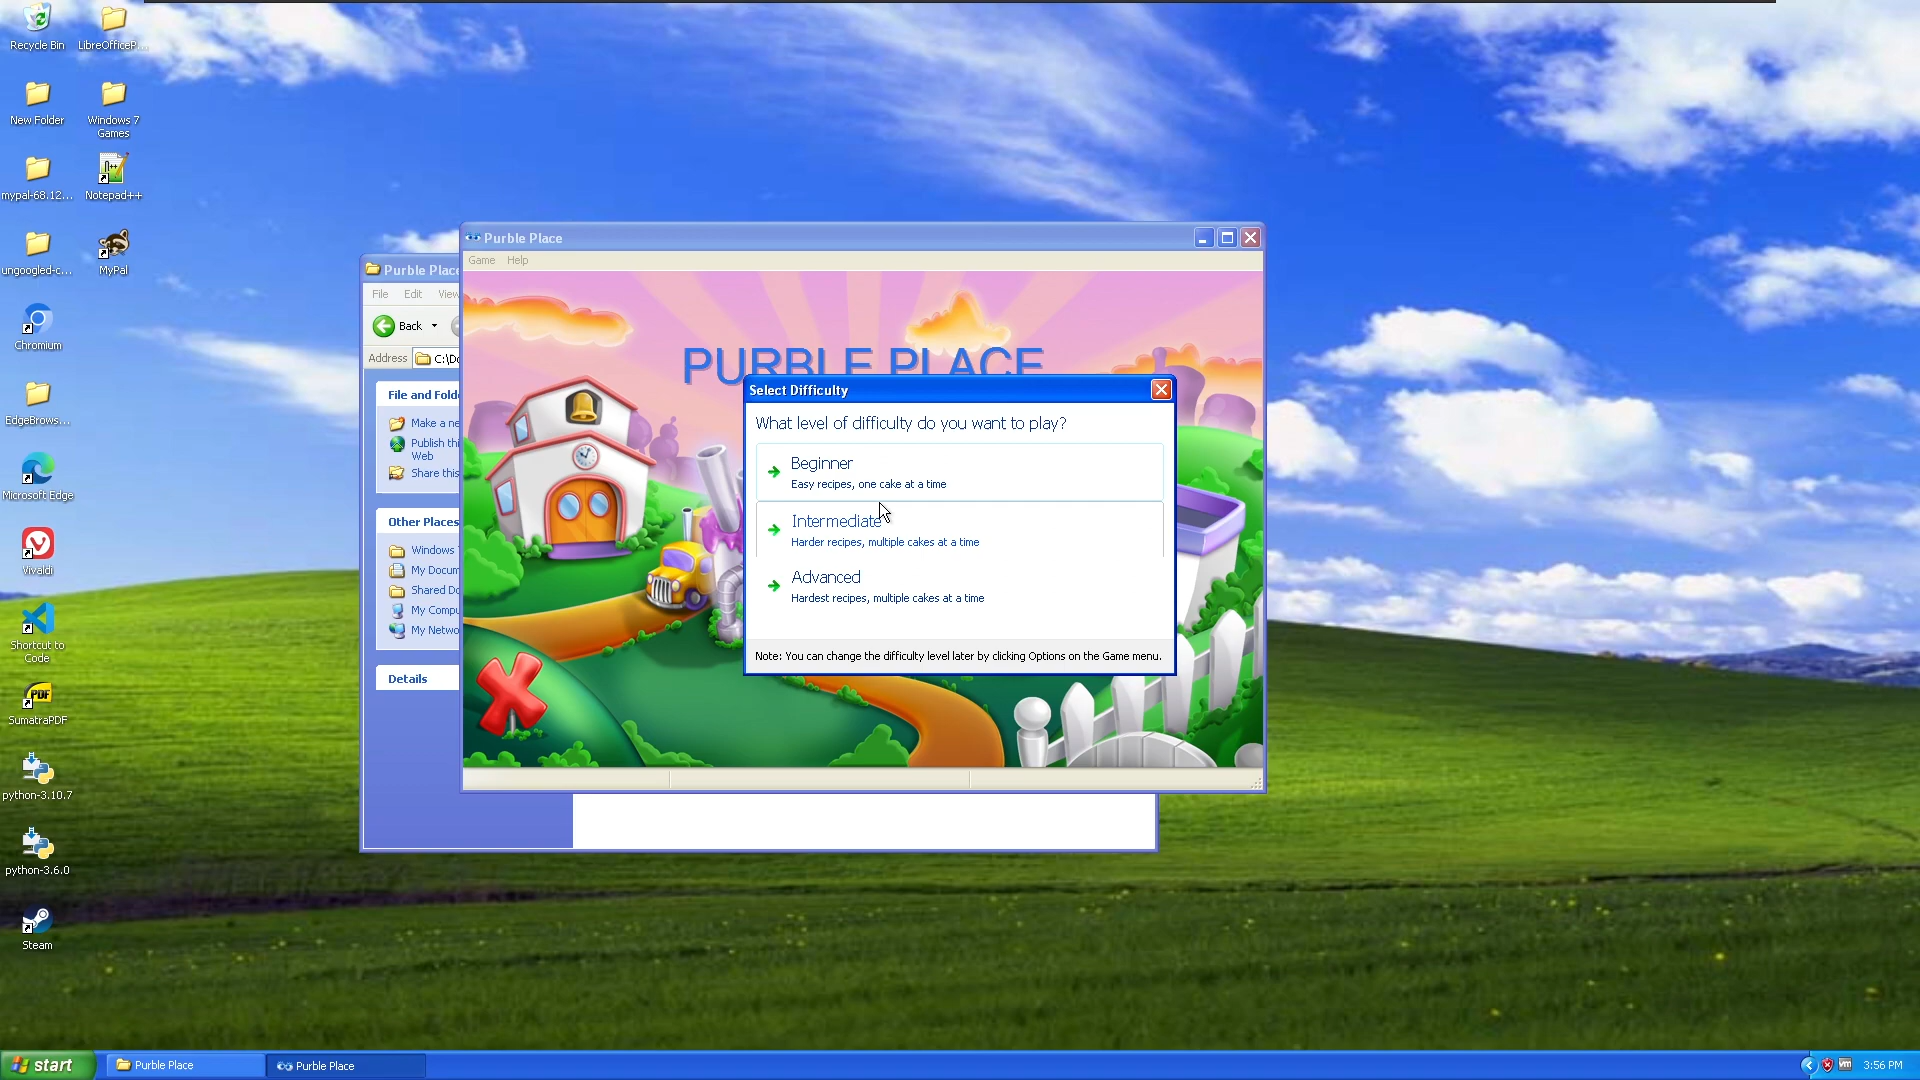 Recycle Bin
LibreOfficeP...
New Folder
Windows 7
Games
mypal-68.12...
Notepad++
ungoogled-c...
MyPal
Chromium
EdgeBrows...
Microsoft Edge
Vivaldi
Shortcut to
Code
SumatraPDF
python-3.10.7
python-3.6.0
Steam
Purble Place
File Edit View
Back
Address C:\Do
File and Folde
Make a ne
Publish thi
Web
Share this
Other Places
Windows
My Docum
Shared Do
My Compu
My Netwo
Details
Purble Place
Game Help
PURBLE PLACE
Select Difficulty
What level of difficulty do you want to play?
Beginner
Easy recipes, one cake at a time
Intermediate
Harder recipes, multiple cakes at a time
Advanced
Hardest recipes, multiple cakes at a time
Note: You can change the difficulty level later by clicking Options on the Game menu.
start
Purble Place
Purble Place
3:56 PM